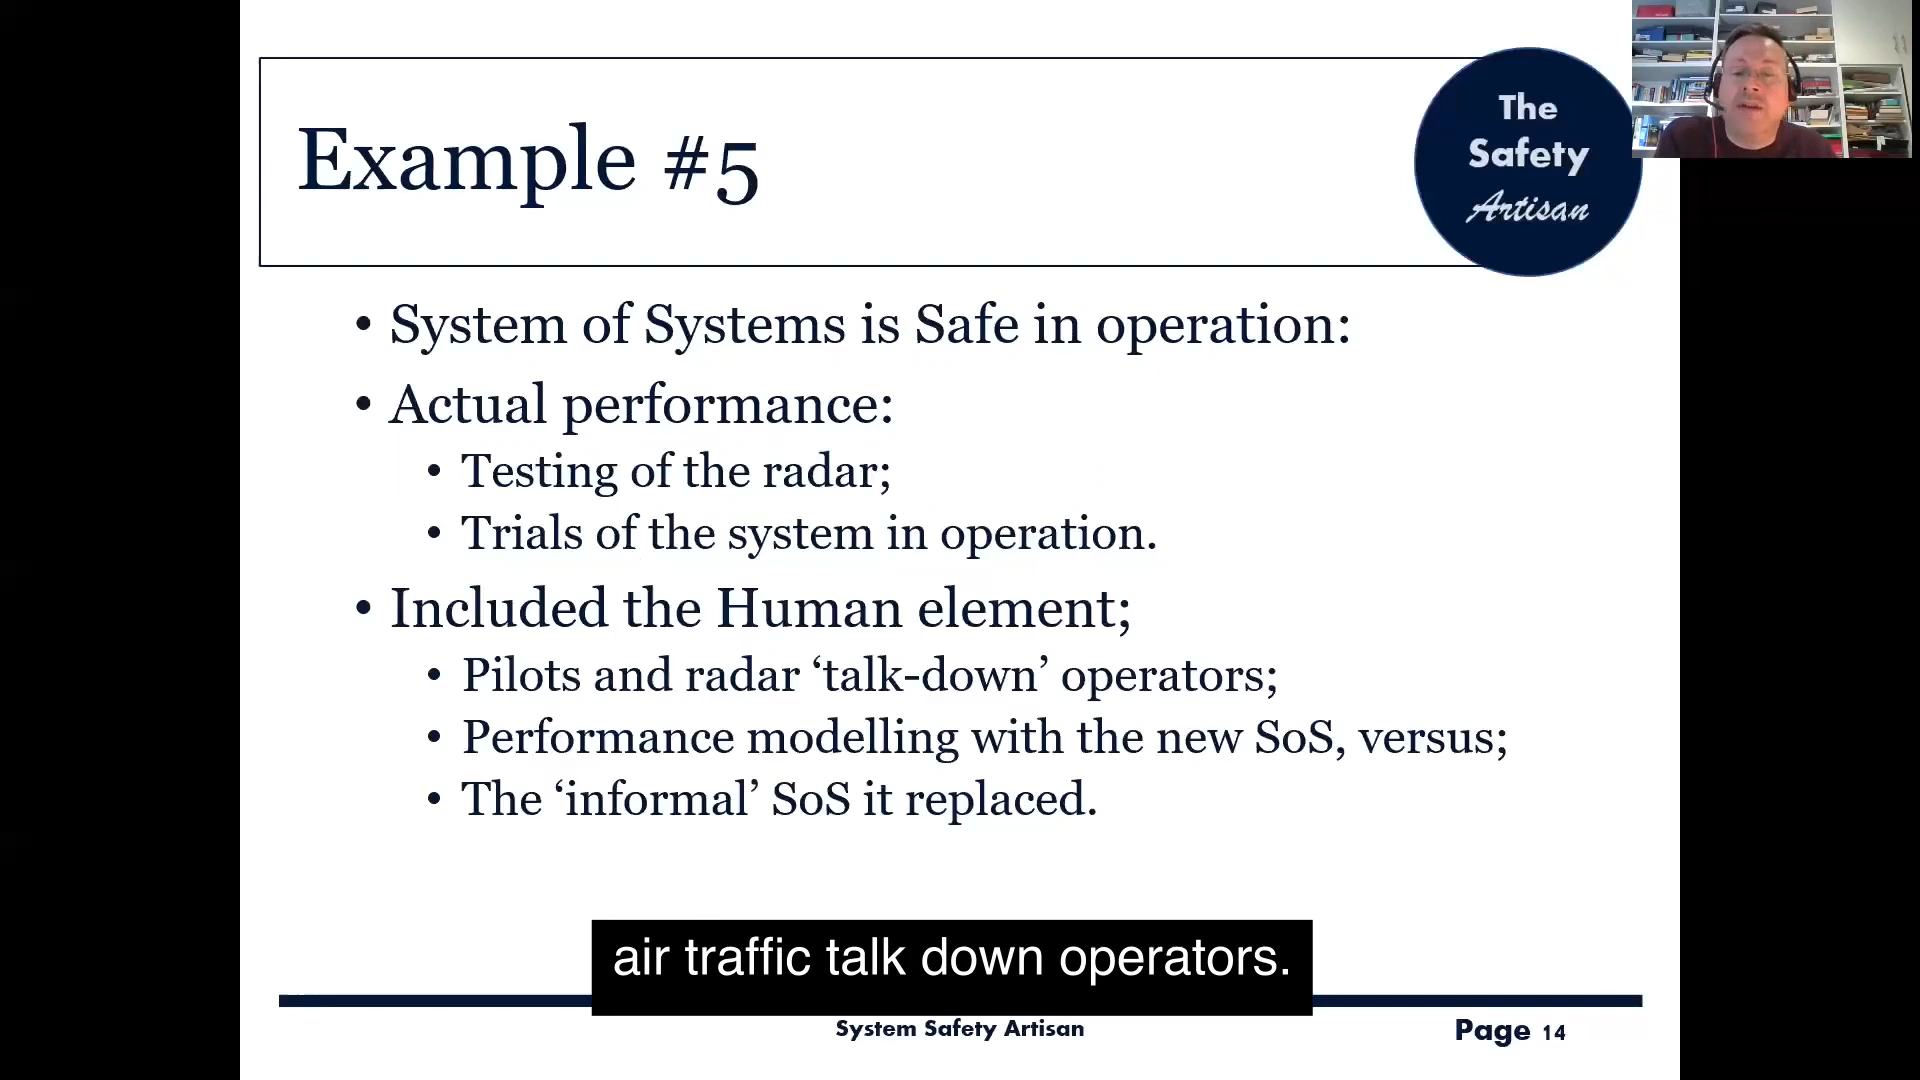 The
Safety
Artisan
Example #5
• System of Systems is Safe in operation:
• Actual performance:
• Testing of the radar;
• Trials of the system in operation.
• Included the Human element;
• Pilots and radar ‘talk-down’ operators;
• Performance modelling with the new SoS, versus;
• The ‘informal’ SoS it replaced.
air traffic talk down operators.
System Safety Artisan
Page 14